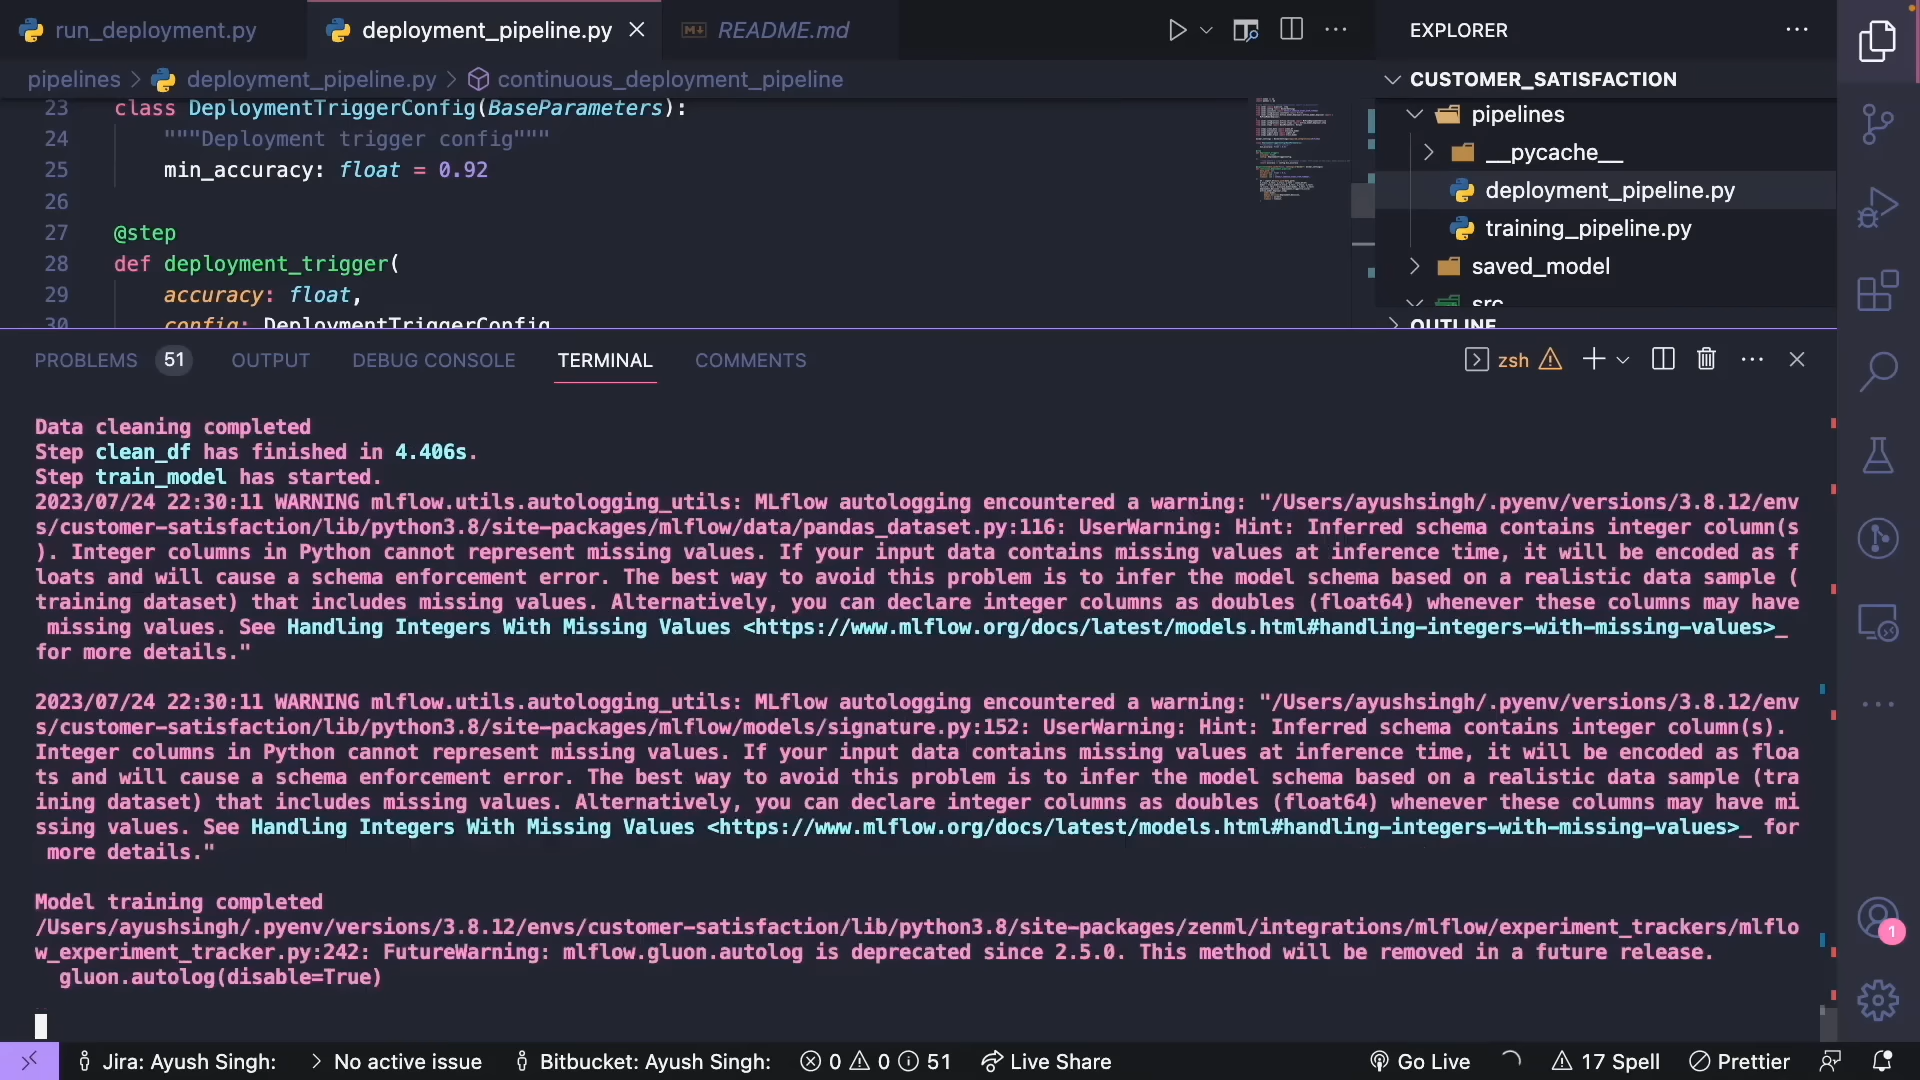 run_deployment.py
deployment_pipeline.py
README.md
pipelines > deployment_pipeline.py > continuous_deployment_pipeline
23 class DeploymentTriggerConfig(BaseParameters):
24 """Deployment trigger config"""
25 min_accuracy: float = 0.92
26
27 @step
28 def deployment_trigger(
29 accuracy: float,
30 config: DeploymentTriggerConfig
EXPLORER
CUSTOMER_SATISFACTION
pipelines
__pycache__
deployment_pipeline.py
training_pipeline.py
saved_model
src
OUTLINE
PROBLEMS 51 OUTPUT DEBUG CONSOLE TERMINAL COMMENTS
zsh
Data cleaning completed
Step clean_df has finished in 4.406s.
Step train_model has started.
2023/07/24 22:30:11 WARNING mlflow.utils.autologging_utils: MLflow autologging encountered a warning: "/Users/ayushsingh/.pyenv/versions/3.8.12/env
s/customer-satisfaction/lib/python3.8/site-packages/mlflow/data/pandas_dataset.py:116: UserWarning: Hint: Inferred schema contains integer column(s
). Integer columns in Python cannot represent missing values. If your input data contains missing values at inference time, it will be encoded as f
loats and will cause a schema enforcement error. The best way to avoid this problem is to infer the model schema based on a realistic data sample (
training dataset) that includes missing values. Alternatively, you can declare integer columns as doubles (float64) whenever these columns may have
missing values. See Handling Integers With Missing Values <https://www.mlflow.org/docs/latest/models.html#handling-integers-with-missing-values>_
for more details."
2023/07/24 22:30:11 WARNING mlflow.utils.autologging_utils: MLflow autologging encountered a warning: "/Users/ayushsingh/.pyenv/versions/3.8.12/env
s/customer-satisfaction/lib/python3.8/site-packages/mlflow/models/signature.py:152: UserWarning: Hint: Inferred schema contains integer column(s).
Integer columns in Python cannot represent missing values. If your input data contains missing values at inference time, it will be encoded as floa
ts and will cause a schema enforcement error. The best way to avoid this problem is to infer the model schema based on a realistic data sample (tra
ining dataset) that includes missing values. Alternatively, you can declare integer columns as doubles (float64) whenever these columns may have mi
ssing values. See Handling Integers With Missing Values <https://www.mlflow.org/docs/latest/models.html#handling-integers-with-missing-values>_ for
more details."
Model training completed
/Users/ayushsingh/.pyenv/versions/3.8.12/envs/customer-satisfaction/lib/python3.8/site-packages/zenml/integrations/mlflow/experiment_trackers/mlflo
w_experiment_tracker.py:242: FutureWarning: mlflow.gluon.autolog is deprecated since 2.5.0. This method will be removed in a future release.
gluon.autolog(disable=True)
1
Jira: Ayush Singh: > No active issue Bitbucket: Ayush Singh: 0 0 51 Live Share Go Live 17 Spell Prettier